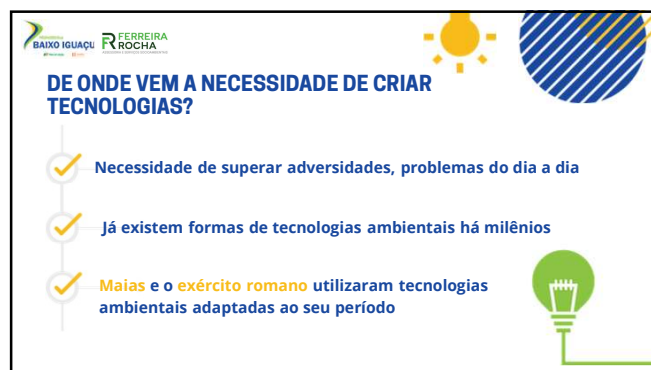 BAIXO IGUAÇU
FERREIRA
ROCHA
DE ONDE VEM A NECESSIDADE DE CRIAR
TECNOLOGIAS?
Necessidade de superar adversidades, problemas do dia a dia
Já existem formas de tecnologias ambientais há milênios
Maias e o exército romano utilizaram tecnologias
ambientais adaptadas ao seu período